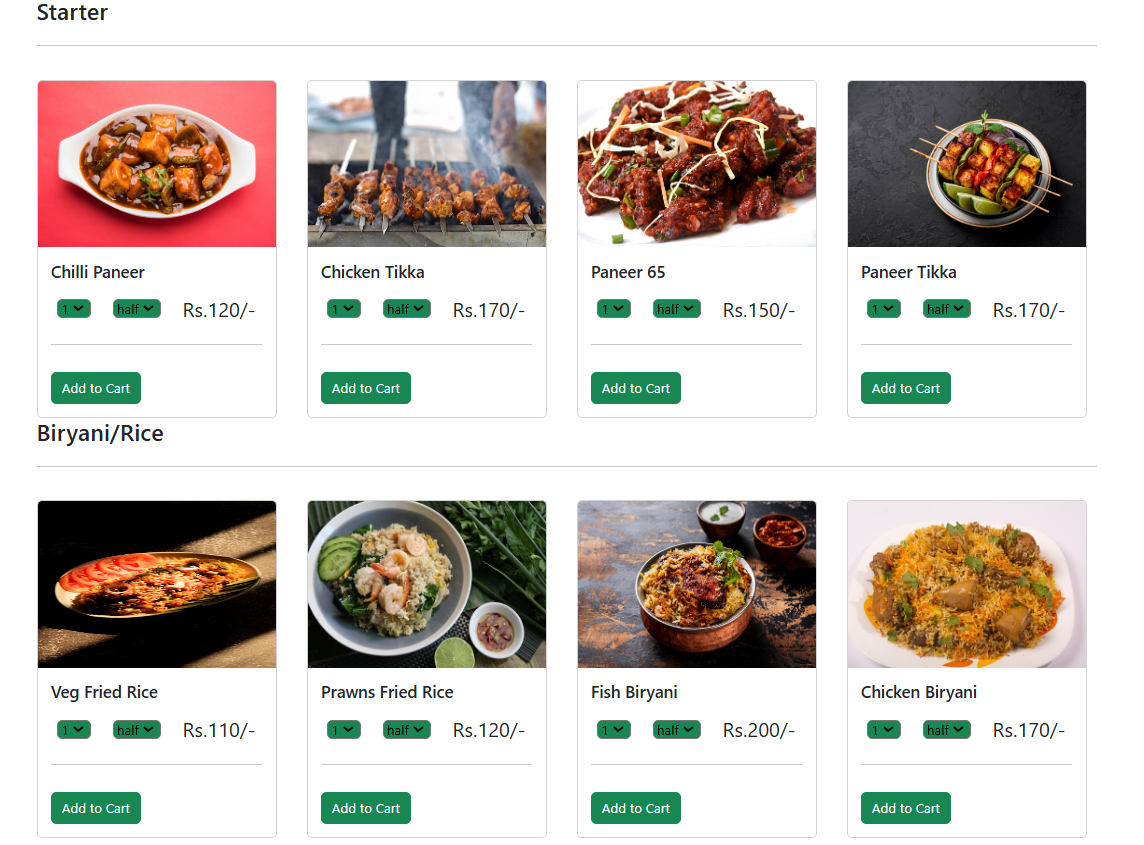 Starter
Chilli Paneer Chicken Tikka Paneer 65 Paneer Tikka
1 half Rs.120/- 1 half Rs.170/- 1 half Rs.150/- 1 half Rs.170/-
Add to Cart Add to Cart Add to Cart Add to Cart
Biryani/Rice
Veg Fried Rice Prawns Fried Rice Fish Biryani Chicken Biryani
1 half Rs.110/- 1 half Rs.120/- 1 half Rs.200/- 1 half Rs.170/-
Add to Cart Add to Cart Add to Cart Add to Cart